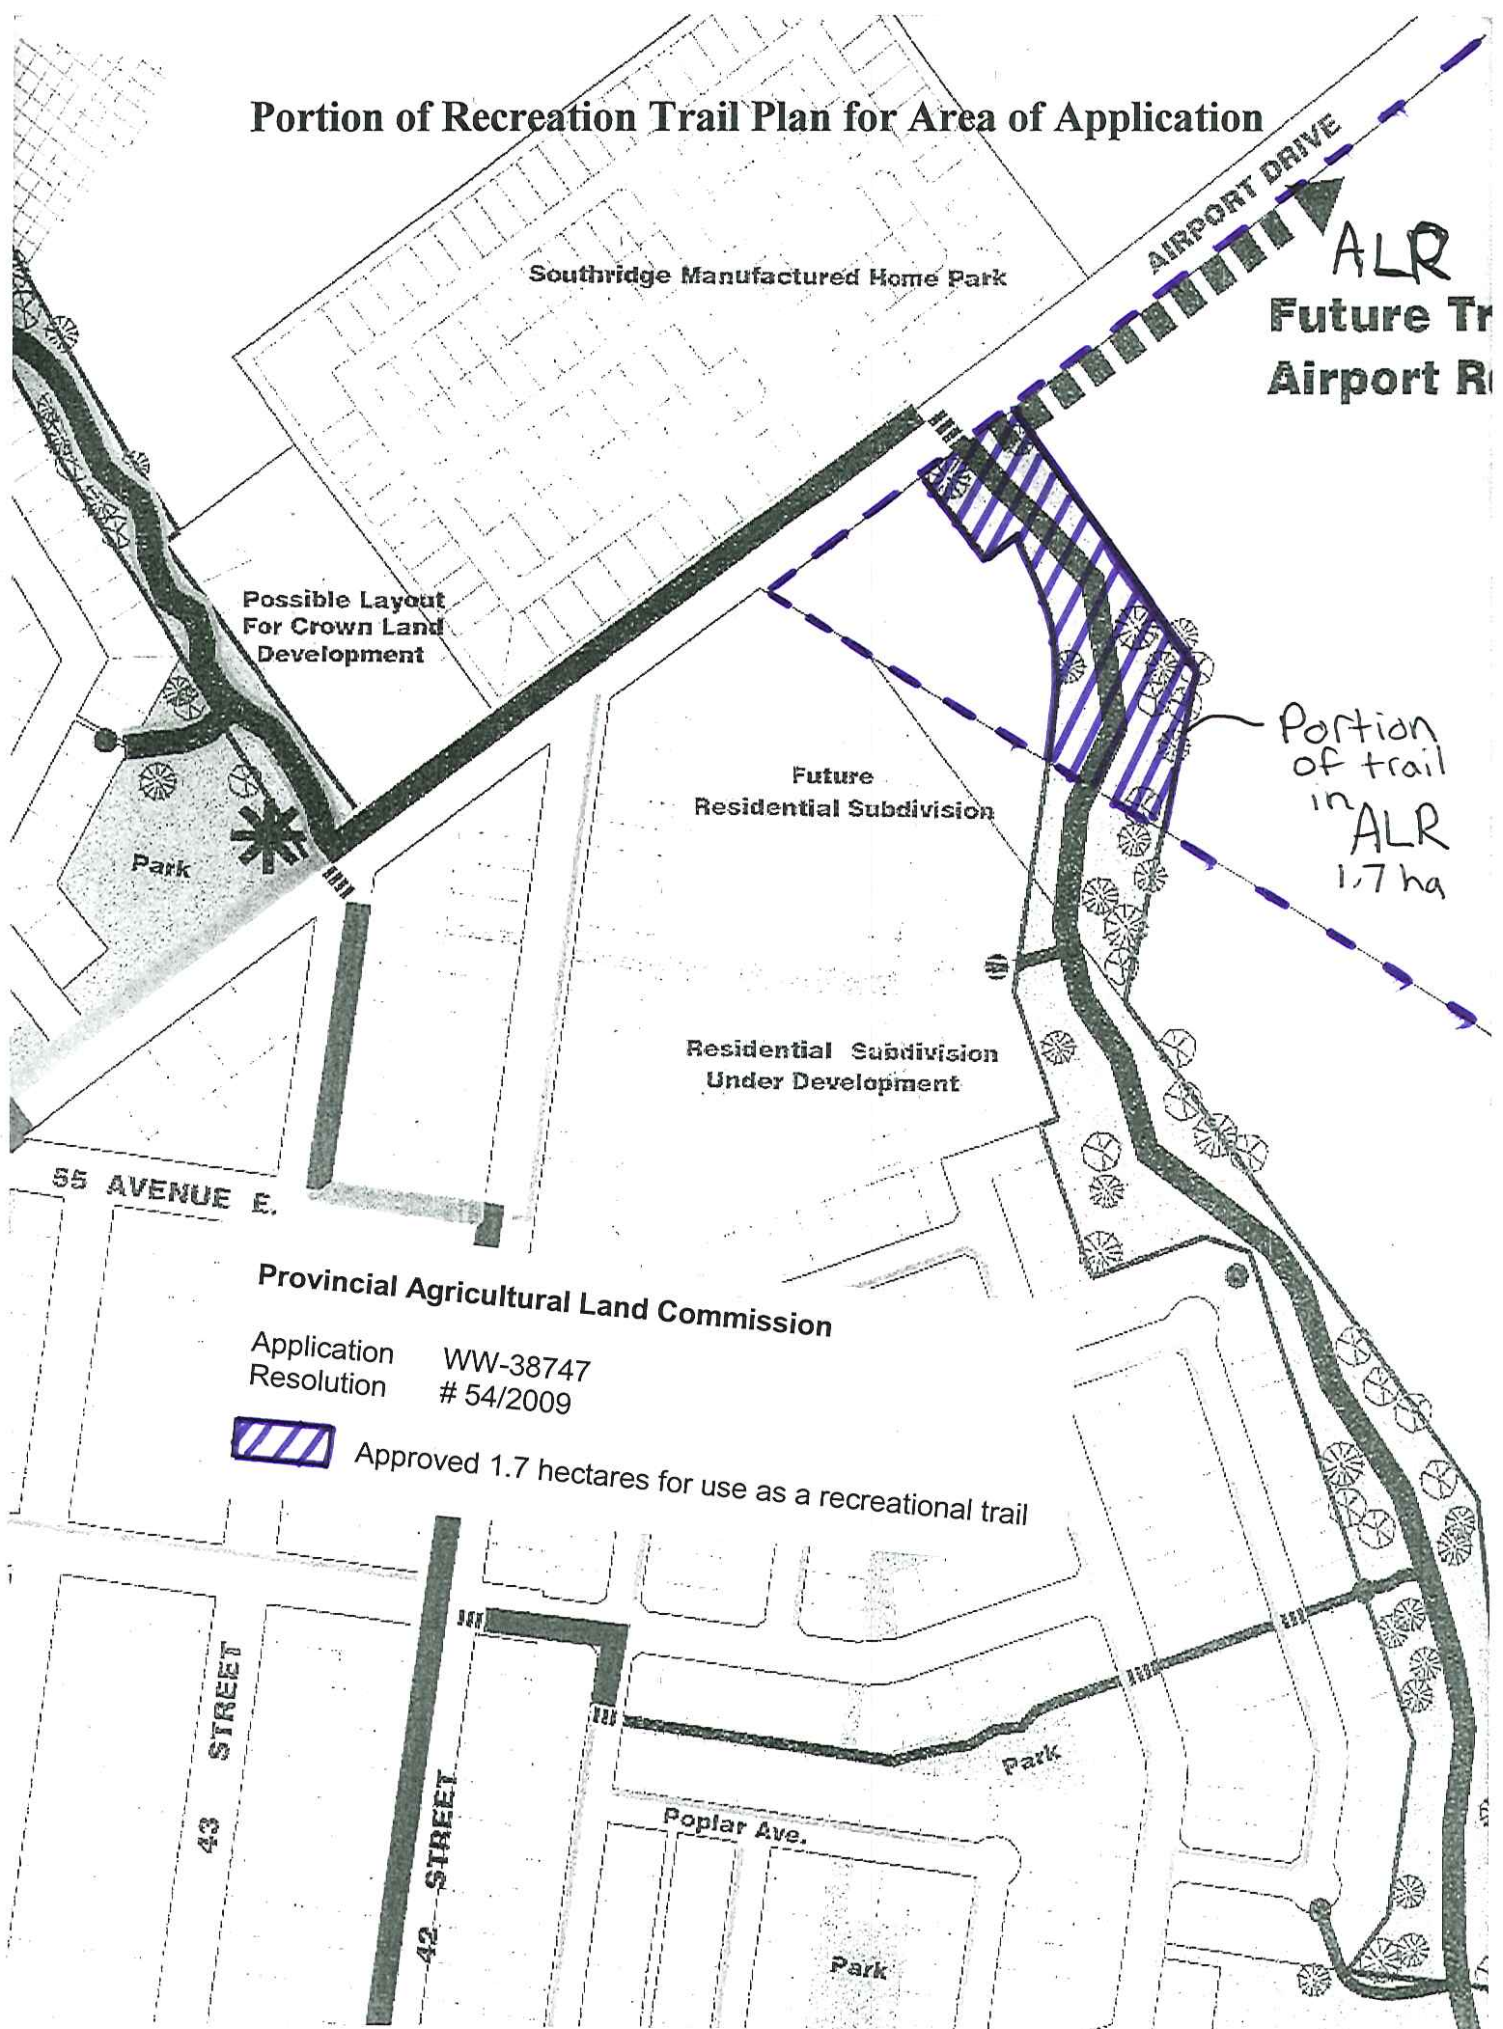 Portion of Recreation Trail Plan for Area of Application
AIRPORT DRIVE
ALR
Southridge Manufactured Home Park
Future Tr
Airport R
Possible Layout
For Crown Land
Development
Portion
of trail
in
ALR
1.7 ha
Future
Residential Subdivision
Park
Residential Subdivision
Under Development
55 AVENUE E.
Provincial Agricultural Land Commission
Application WW-38747
Resolution # 54/2009
Approved 1.7 hectares for use as a recreational trail
43 STREET
42 STREET
Park
Poplar Ave.
Park